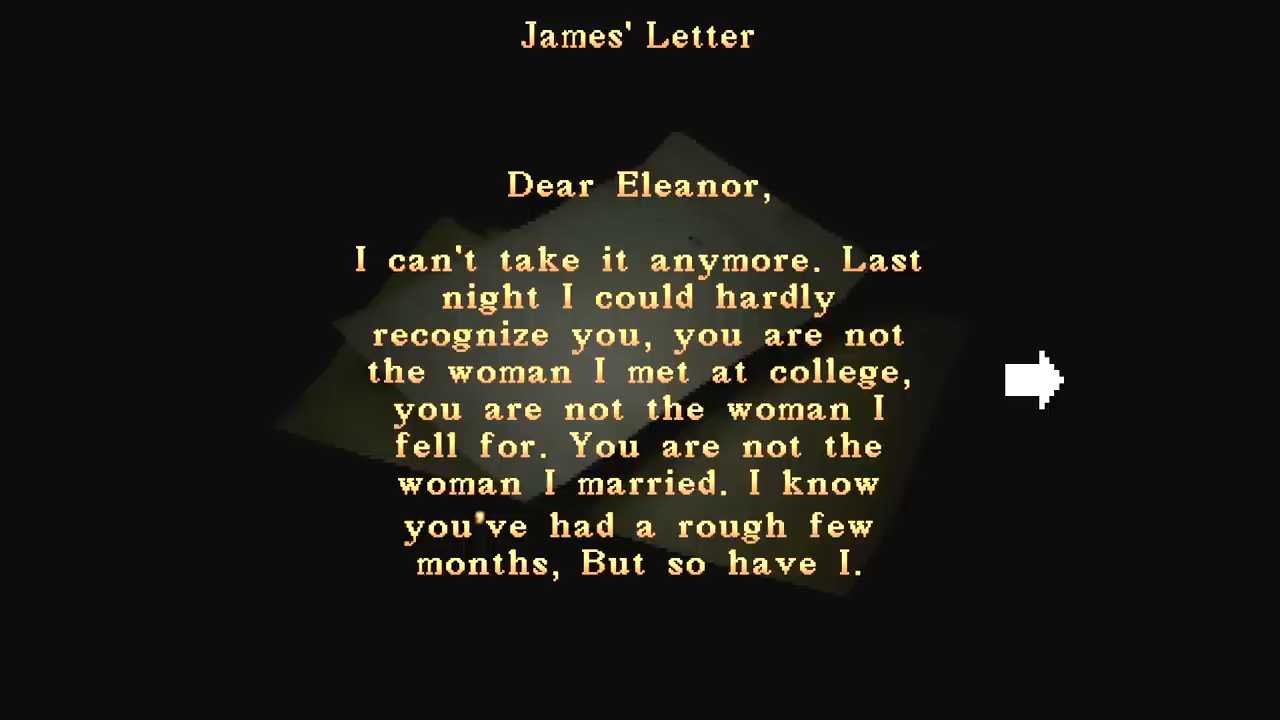 James' Letter
Dear Eleanor,
I can't take it anymore. Last
night I could hardly
recognize you, you are not
the woman I met at college,
you are not the woman I
fell for. You are not the
woman I married. I know
you've had a rough few
months, But so have I.